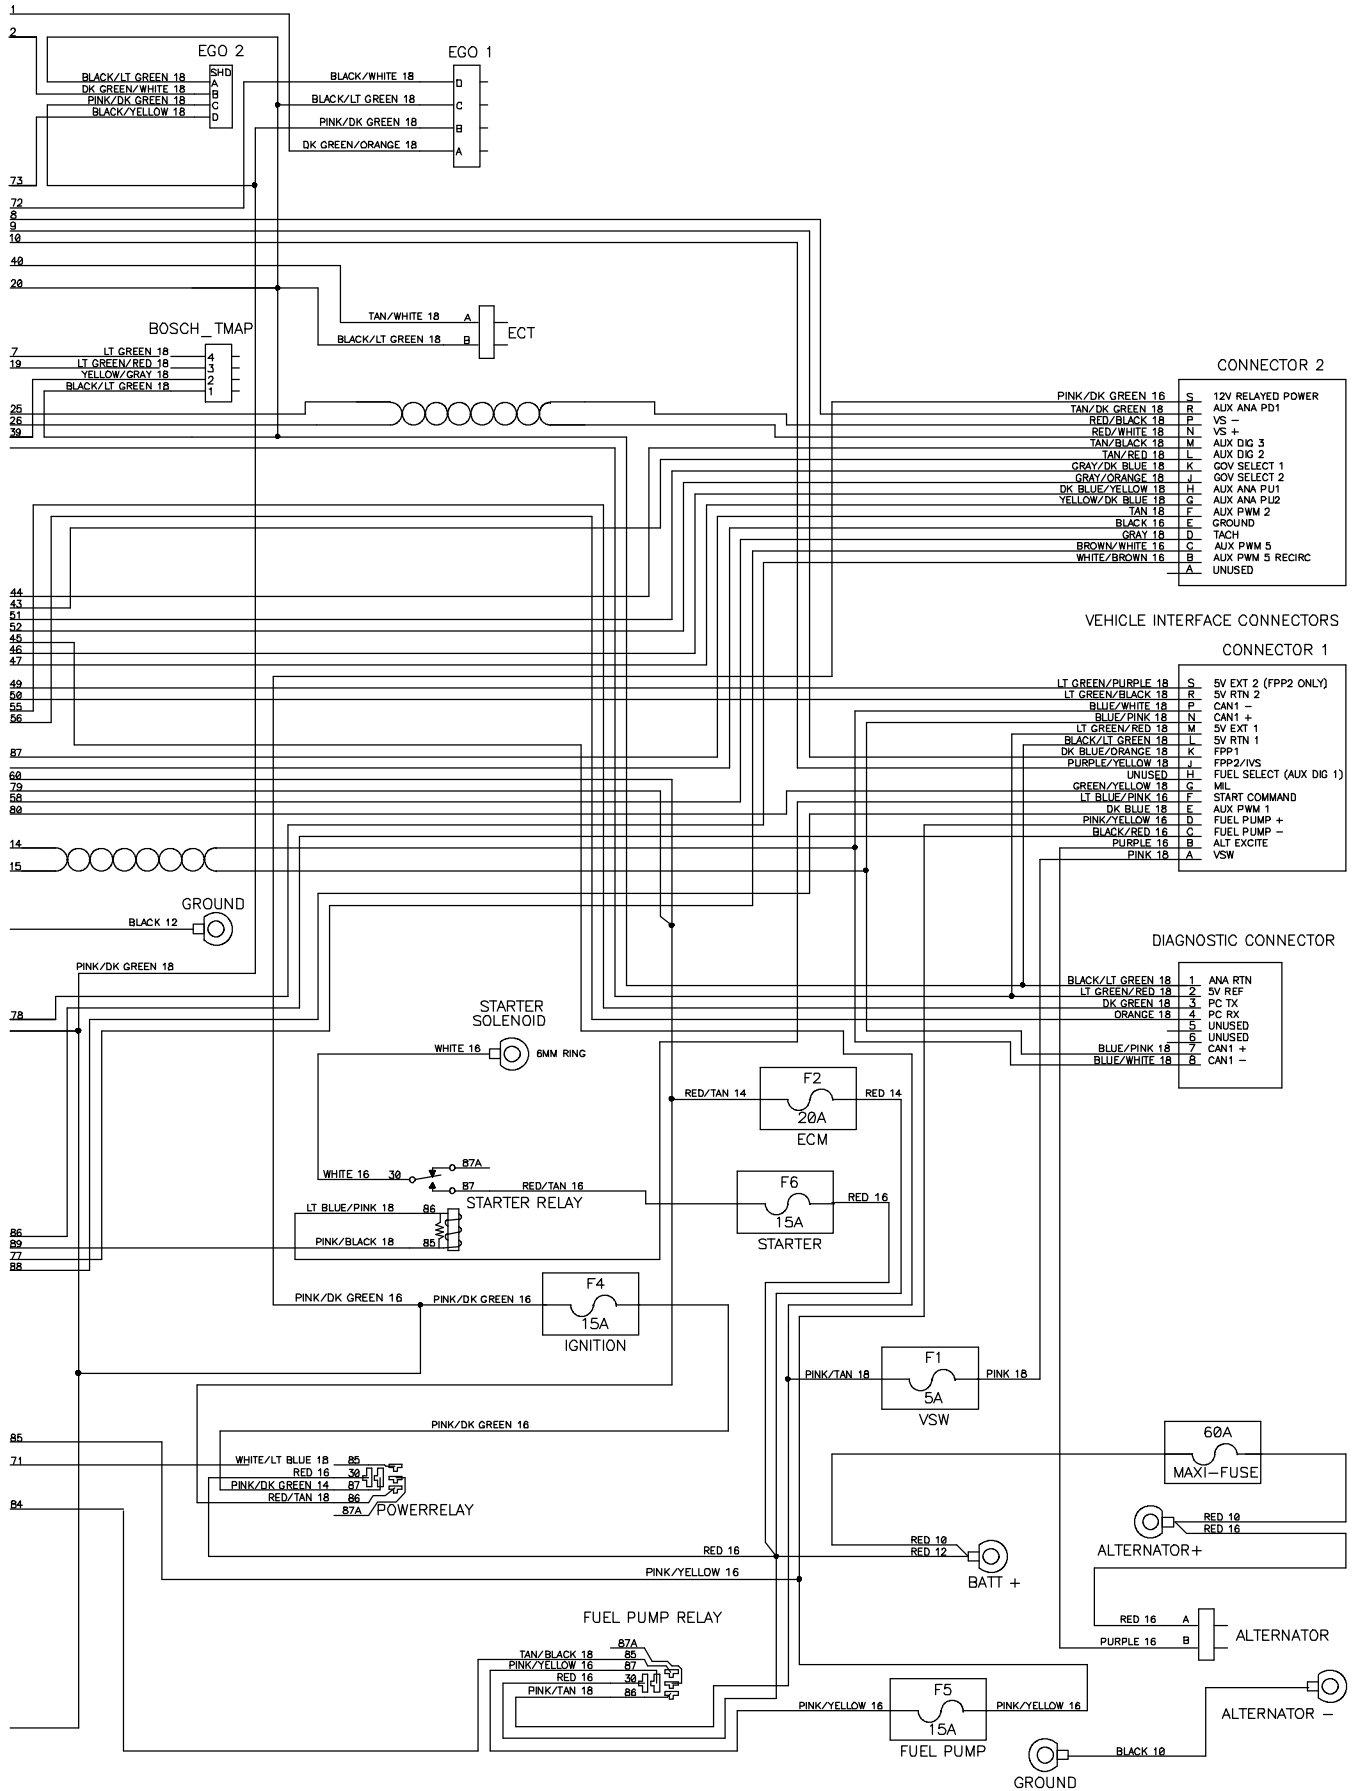 1
2
EGO 2
EGO 1
SHD
BLACK/LT GREEN 18 A
DK GREEN/WHITE 18 B
PINK/DK GREEN 18 C
BLACK/YELLOW 18 D
BLACK/WHITE 18 D
BLACK/LT GREEN 18 C
PINK/DK GREEN 18 B
DK GREEN/ORANGE 18 A
73
72
8
9
10
40
20
TAN/WHITE 18 A
BLACK/LT GREEN 18 B
ECT
BOSCH_TMAP
7
19
LT GREEN 18 4
LT GREEN/RED 18 3
YELLOW/GRAY 18 2
BLACK/LT GREEN 18 1
25
26
39
CONNECTOR 2
PINK/DK GREEN 16 S 12V RELAYED POWER
TAN/DK GREEN 18 R AUX ANA PD1
RED/BLACK 18 P VS -
RED/WHITE 18 N VS +
TAN/BLACK 18 M AUX DIG 3
TAN/RED 18 L AUX DIG 2
GRAY/DK BLUE 18 K GOV SELECT 1
GRAY/ORANGE 18 J GOV SELECT 2
DK BLUE/YELLOW 18 H AUX ANA PU1
YELLOW/DK BLUE 18 G AUX ANA PU2
TAN 18 F AUX PWM 2
BLACK 16 E GROUND
GRAY 18 D TACH
BROWN/WHITE 16 C AUX PWM 5
WHITE/BROWN 16 B AUX PWM 5 RECIRC
A UNUSED
44
43
51
52
45
46
47
49
50
55
56
87
60
79
58
80
14
15
VEHICLE INTERFACE CONNECTORS
CONNECTOR 1
LT GREEN/PURPLE 18 S 5V EXT 2 (FPP2 ONLY)
LT GREEN/BLACK 18 R 5V RTN 2
BLUE/WHITE 18 P CAN1 -
BLUE/PINK 18 N CAN1 +
LT GREEN/RED 18 M 5V EXT 1
BLACK/LT GREEN 18 L 5V RTN 1
DK BLUE/ORANGE 18 K FPP1
PURPLE/YELLOW 18 J FPP2/IVS
UNUSED H FUEL SELECT (AUX DIG 1)
GREEN/YELLOW 18 G MIL
LT BLUE/PINK 16 F START COMMAND
DK BLUE 18 E AUX PWM 1
PINK/YELLOW 16 D FUEL PUMP +
BLACK/RED 16 C FUEL PUMP -
PURPLE 16 B ALT EXCITE
PINK 18 A VSW
GROUND
BLACK 12
PINK/DK GREEN 18
DIAGNOSTIC CONNECTOR
BLACK/LT GREEN 18 1 ANA RTN
LT GREEN/RED 18 2 5V REF
DK GREEN 18 3 PC TX
ORANGE 18 4 PC RX
5 UNUSED
6 UNUSED
BLUE/PINK 18 7 CAN1 +
BLUE/WHITE 18 8 CAN1 -
78
STARTER
SOLENOID
WHITE 16
6MM RING
RED/TAN 14
F2
20A
ECM
RED 14
87A
WHITE 16 30
87
RED/TAN 16
STARTER RELAY
F6
15A
STARTER
RED 16
LT BLUE/PINK 18 86
PINK/BLACK 18 85
86
89
77
88
PINK/DK GREEN 16
PINK/DK GREEN 16
F4
15A
IGNITION
PINK/TAN 18
F1
5A
VSW
PINK 18
PINK/DK GREEN 16
85
71
84
WHITE/LT BLUE 18 85
RED 16 30
PINK/DK GREEN 14 87
RED/TAN 18 86
87A
POWERRELAY
60A
MAXI-FUSE
RED 10
RED 16
ALTERNATOR+
RED 10
RED 12
BATT +
RED 16
PINK/YELLOW 16
RED 16 A
PURPLE 16 B
ALTERNATOR
FUEL PUMP RELAY
87A
TAN/BLACK 18 85
PINK/YELLOW 16 87
RED 16 30
PINK/TAN 18 86
PINK/YELLOW 16
F5
15A
FUEL PUMP
PINK/YELLOW 16
ALTERNATOR -
BLACK 10
GROUND